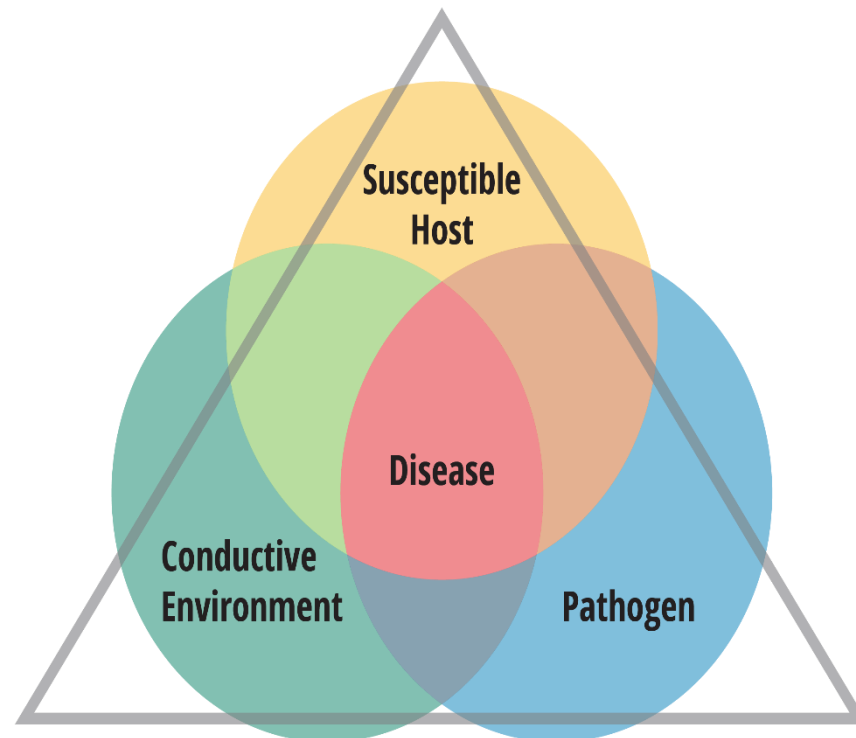 Susceptible
Host
Disease
Conductive
Environment
Pathogen